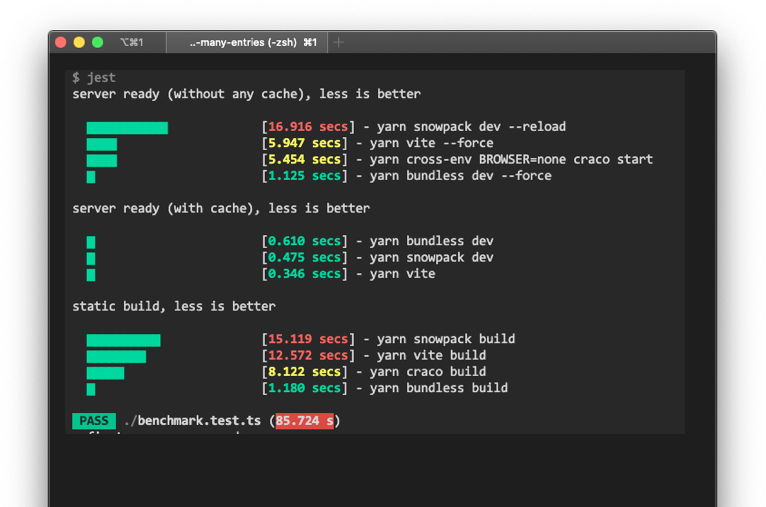 ⌥⌘1 ..-many-entries (-zsh) ⌘1 +
$ jest
server ready (without any cache), less is better
[16.916 secs] - yarn snowpack dev --reload
[5.947 secs] - yarn vite --force
[5.454 secs] - yarn cross-env BROWSER=none craco start
[1.125 secs] - yarn bundless dev --force
server ready (with cache), less is better
[0.610 secs] - yarn bundless dev
[0.475 secs] - yarn snowpack dev
[0.346 secs] - yarn vite
static build, less is better
[15.119 secs] - yarn snowpack build
[12.572 secs] - yarn vite build
[8.122 secs] - yarn craco build
[1.180 secs] - yarn bundless build
PASS ./benchmark.test.ts (85.724 s)